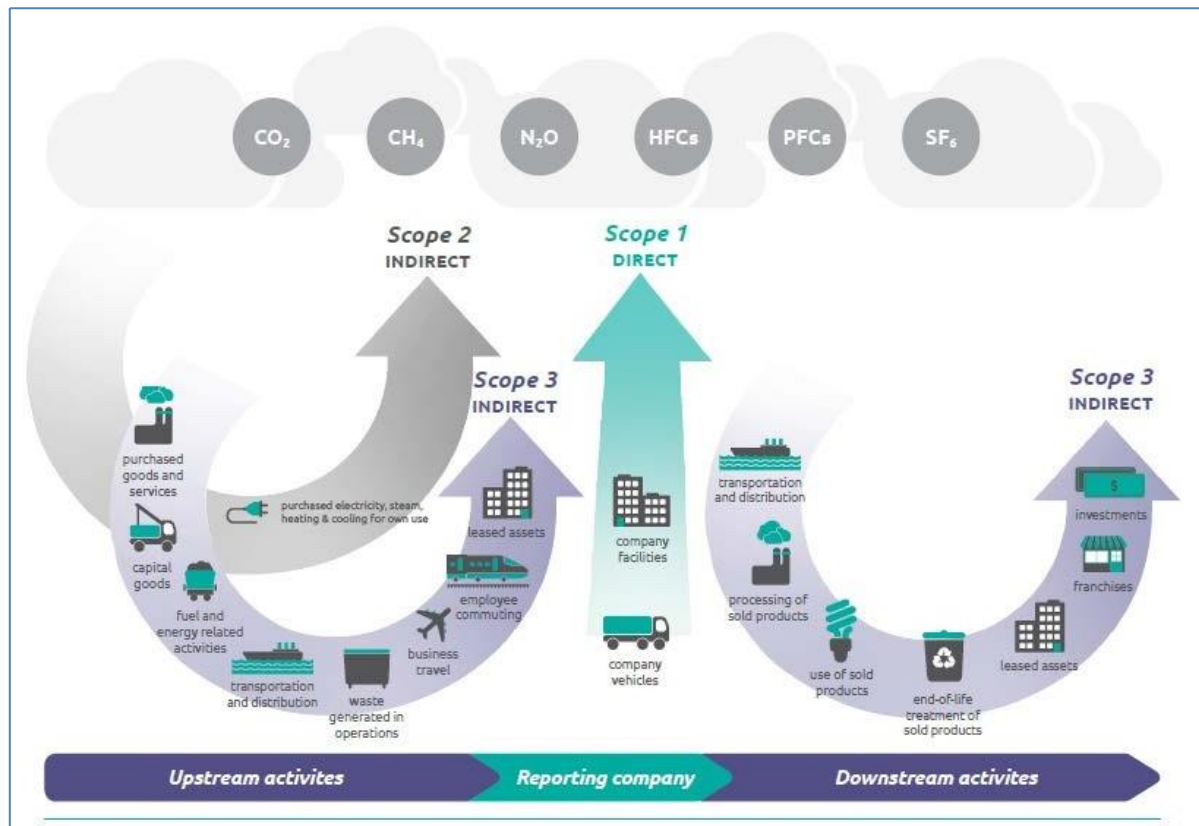 CO₂
CH₄
N₂O
HFCs
PFCs
SF₆
Scope 2
INDIRECT
Scope 1
DIRECT
Scope 3
INDIRECT
Scope 3
INDIRECT
purchased
goods and
services
capital
goods
fuel and
energy related
activities
transportation
and distribution
waste
generated in
operations
business
travel
employee
commuting
leased assets
purchased electricity, steam,
heating & cooling for own use
company
facilities
company
vehicles
transportation
and distribution
processing of
sold products
use of sold
products
end-of-life
treatment of
sold products
leased assets
franchises
$
investments
Upstream activites
Reporting company
Downstream activites